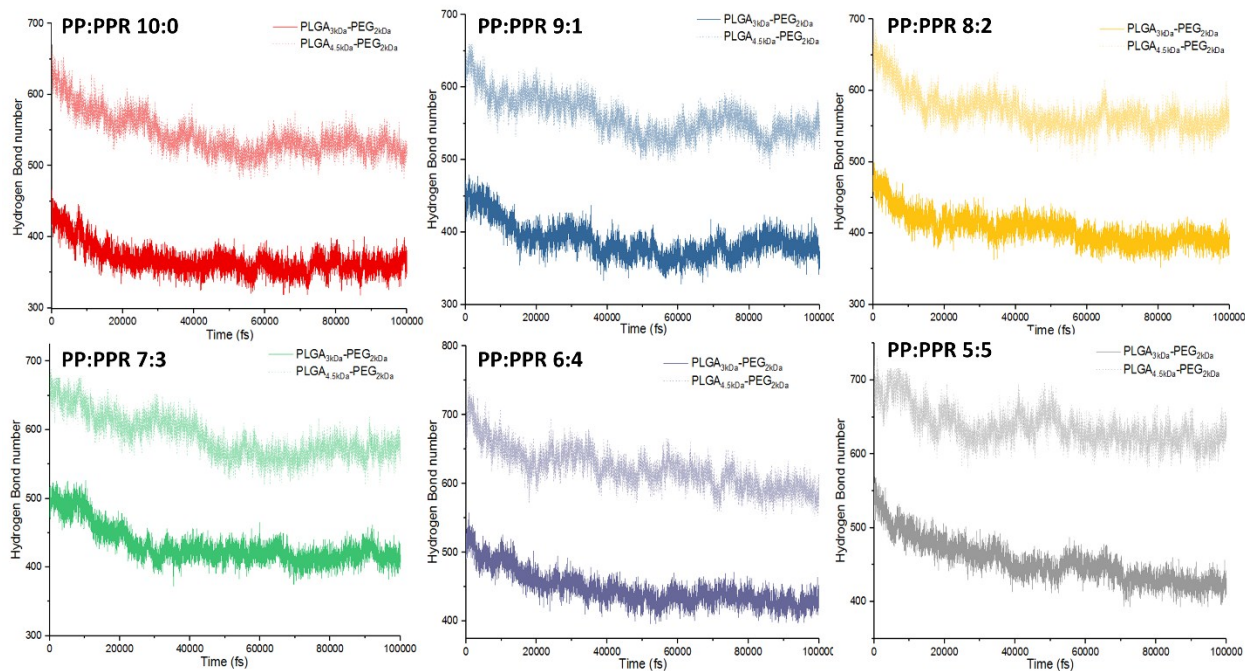 PP:PPR 10:0
PLGA3kDa-PEG2kDa
PLGA4.5kDa-PEG2kDa
700
600
500
400
300
Hydrogen Bond number
0 20000 40000 60000 80000 100000
Time (fs)
PP:PPR 9:1
PLGA3kDa-PEG2kDa
PLGA4.5kDa-PEG2kDa
700
600
500
400
300
Hydrogen Bond number
0 20000 40000 60000 80000 100000
Time (fs)
PP:PPR 8:2
PLGA3kDa-PEG2kDa
PLGA4.5kDa-PEG2kDa
700
600
500
400
300
Hydrogen Bond number
0 20000 40000 60000 80000 100000
Time (fs)
PP:PPR 7:3
PLGA3kDa-PEG2kDa
PLGA4.5kDa-PEG2kDa
700
600
500
400
300
Hydrogen Bond number
0 20000 40000 60000 80000 100000
Time (fs)
PP:PPR 6:4
PLGA3kDa-PEG2kDa
PLGA4.5kDa-PEG2kDa
800
700
600
500
400
Hydrogen Bond number
0 20000 40000 60000 80000 100000
Time (fs)
PP:PPR 5:5
PLGA3kDa-PEG2kDa
PLGA4.5kDa-PEG2kDa
700
600
500
400
Hydrogen Bond number
0 20000 40000 60000 80000 100000
Time (fs)